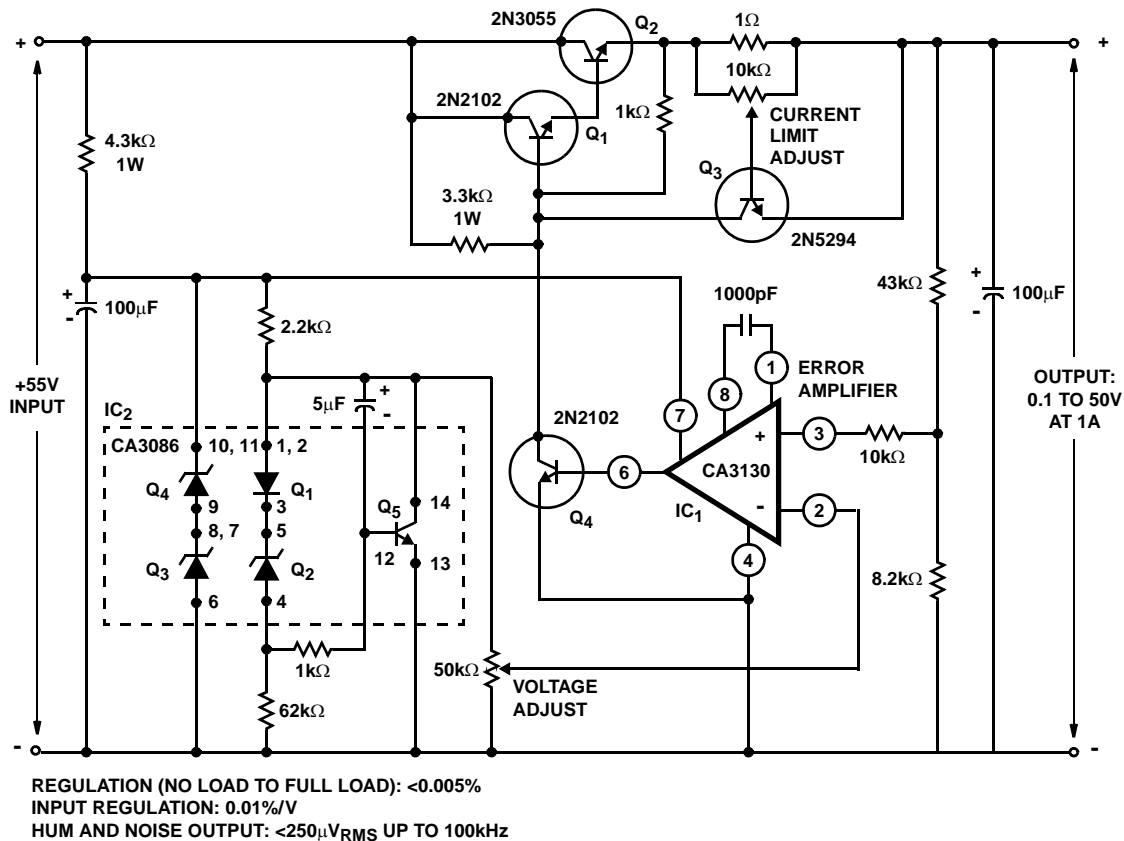 2N3055
Q2
1Ω
+
+
10kΩ
2N2102
Q1
1kΩ
CURRENT
LIMIT
ADJUST
4.3kΩ
1W
Q3
3.3kΩ
1W
2N5294
+
-
100μF
2.2kΩ
1000pF
43kΩ
+
-
100μF
+55V
INPUT
8
1
ERROR
AMPLIFIER
OUTPUT:
0.1 TO 50V
AT 1A
IC2
5μF
+
-
7
2N2102
CA3086
10, 11
1, 2
+
3
10kΩ
6
CA3130
Q4
Q1
14
9
3
Q5
-
2
IC1
Q4
8, 7
5
12
13
4
Q3
Q2
8.2kΩ
6
4
1kΩ
50kΩ
VOLTAGE
ADJUST
62kΩ
-
-
REGULATION (NO LOAD TO FULL LOAD): <0.005%
INPUT REGULATION: 0.01%/V
HUM AND NOISE OUTPUT: <250μVRMS UP TO 100kHz